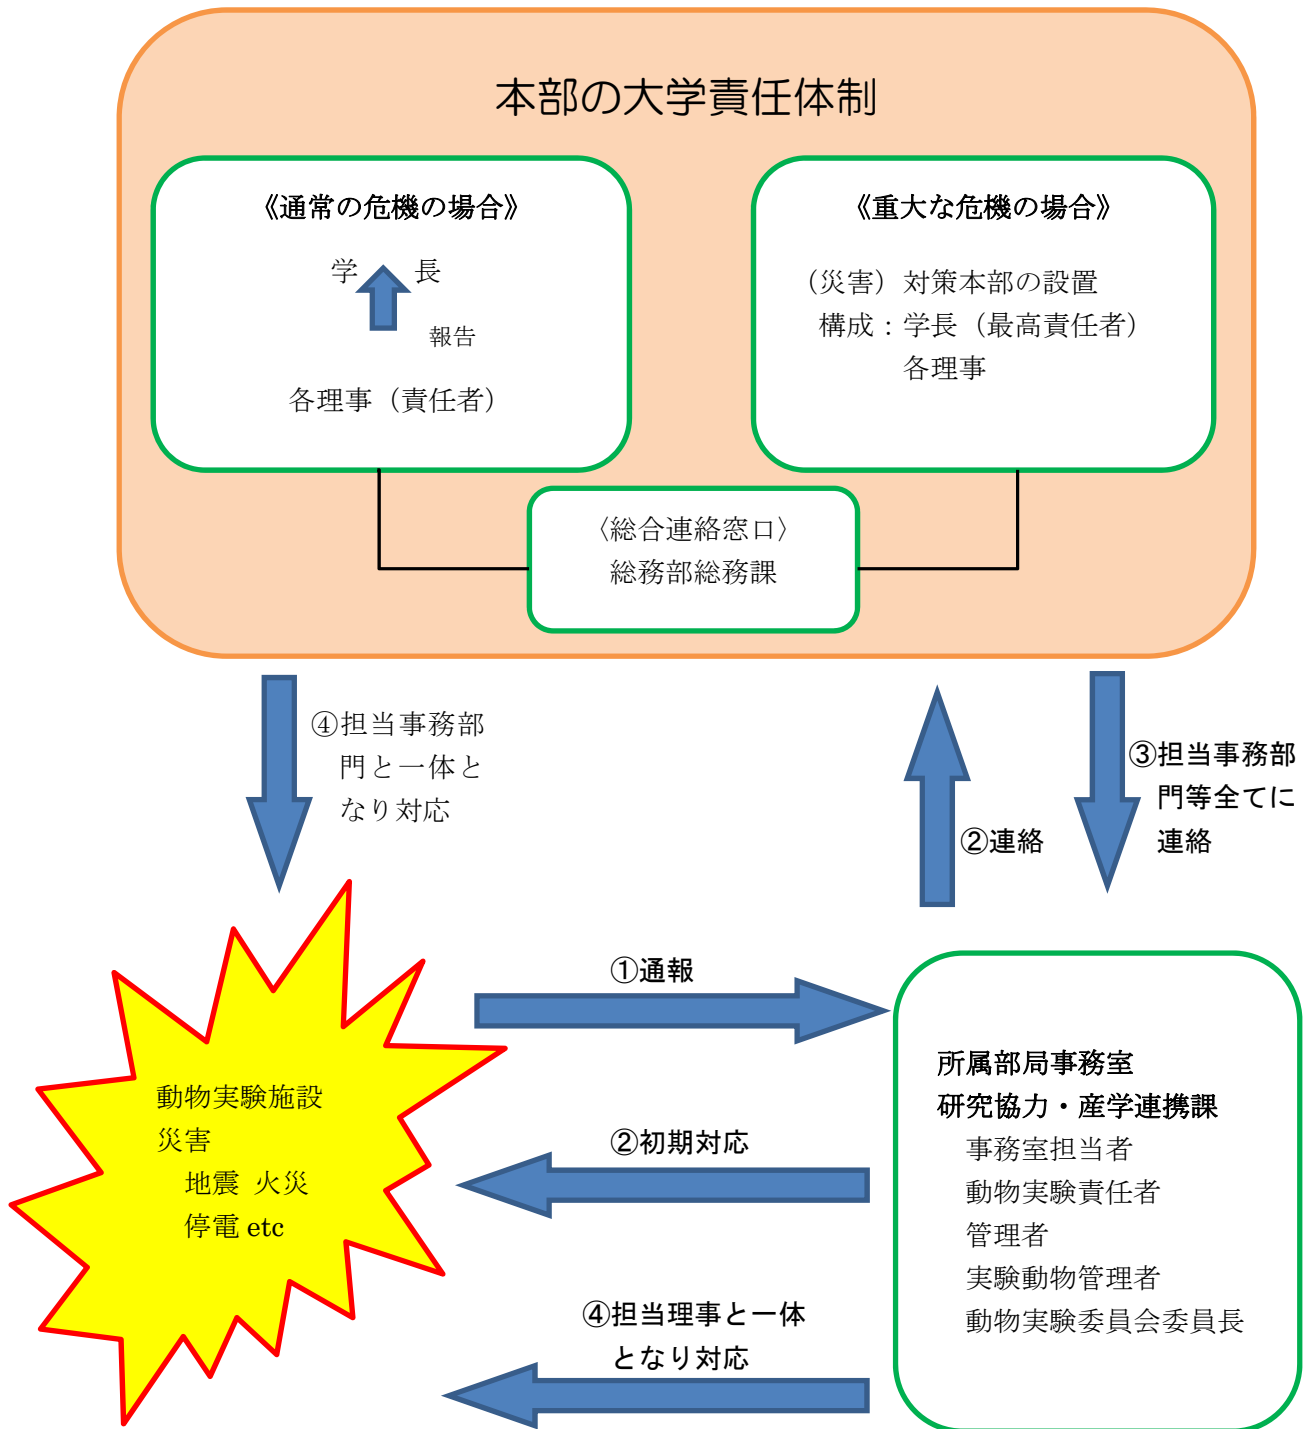 本部の大学責任体制
《通常の危機の場合》
学 長
報告
各理事（責任者）
《重大な危機の場合》
（災害）対策本部の設置
構成：学長（最高責任者）
各理事
〈総合連絡窓口〉
総務部総務課
④担当事務部
門と一体と
なり対応
②連絡
③担当事務部
門等全てに
連絡
①通報
動物実験施設
災害
地震 火災
停電 etc
②初期対応
④担当理事と一体
となり対応
所属部局事務室
研究協力・産学連携課
事務室担当者
動物実験責任者
管理者
実験動物管理者
動物実験委員会委員長